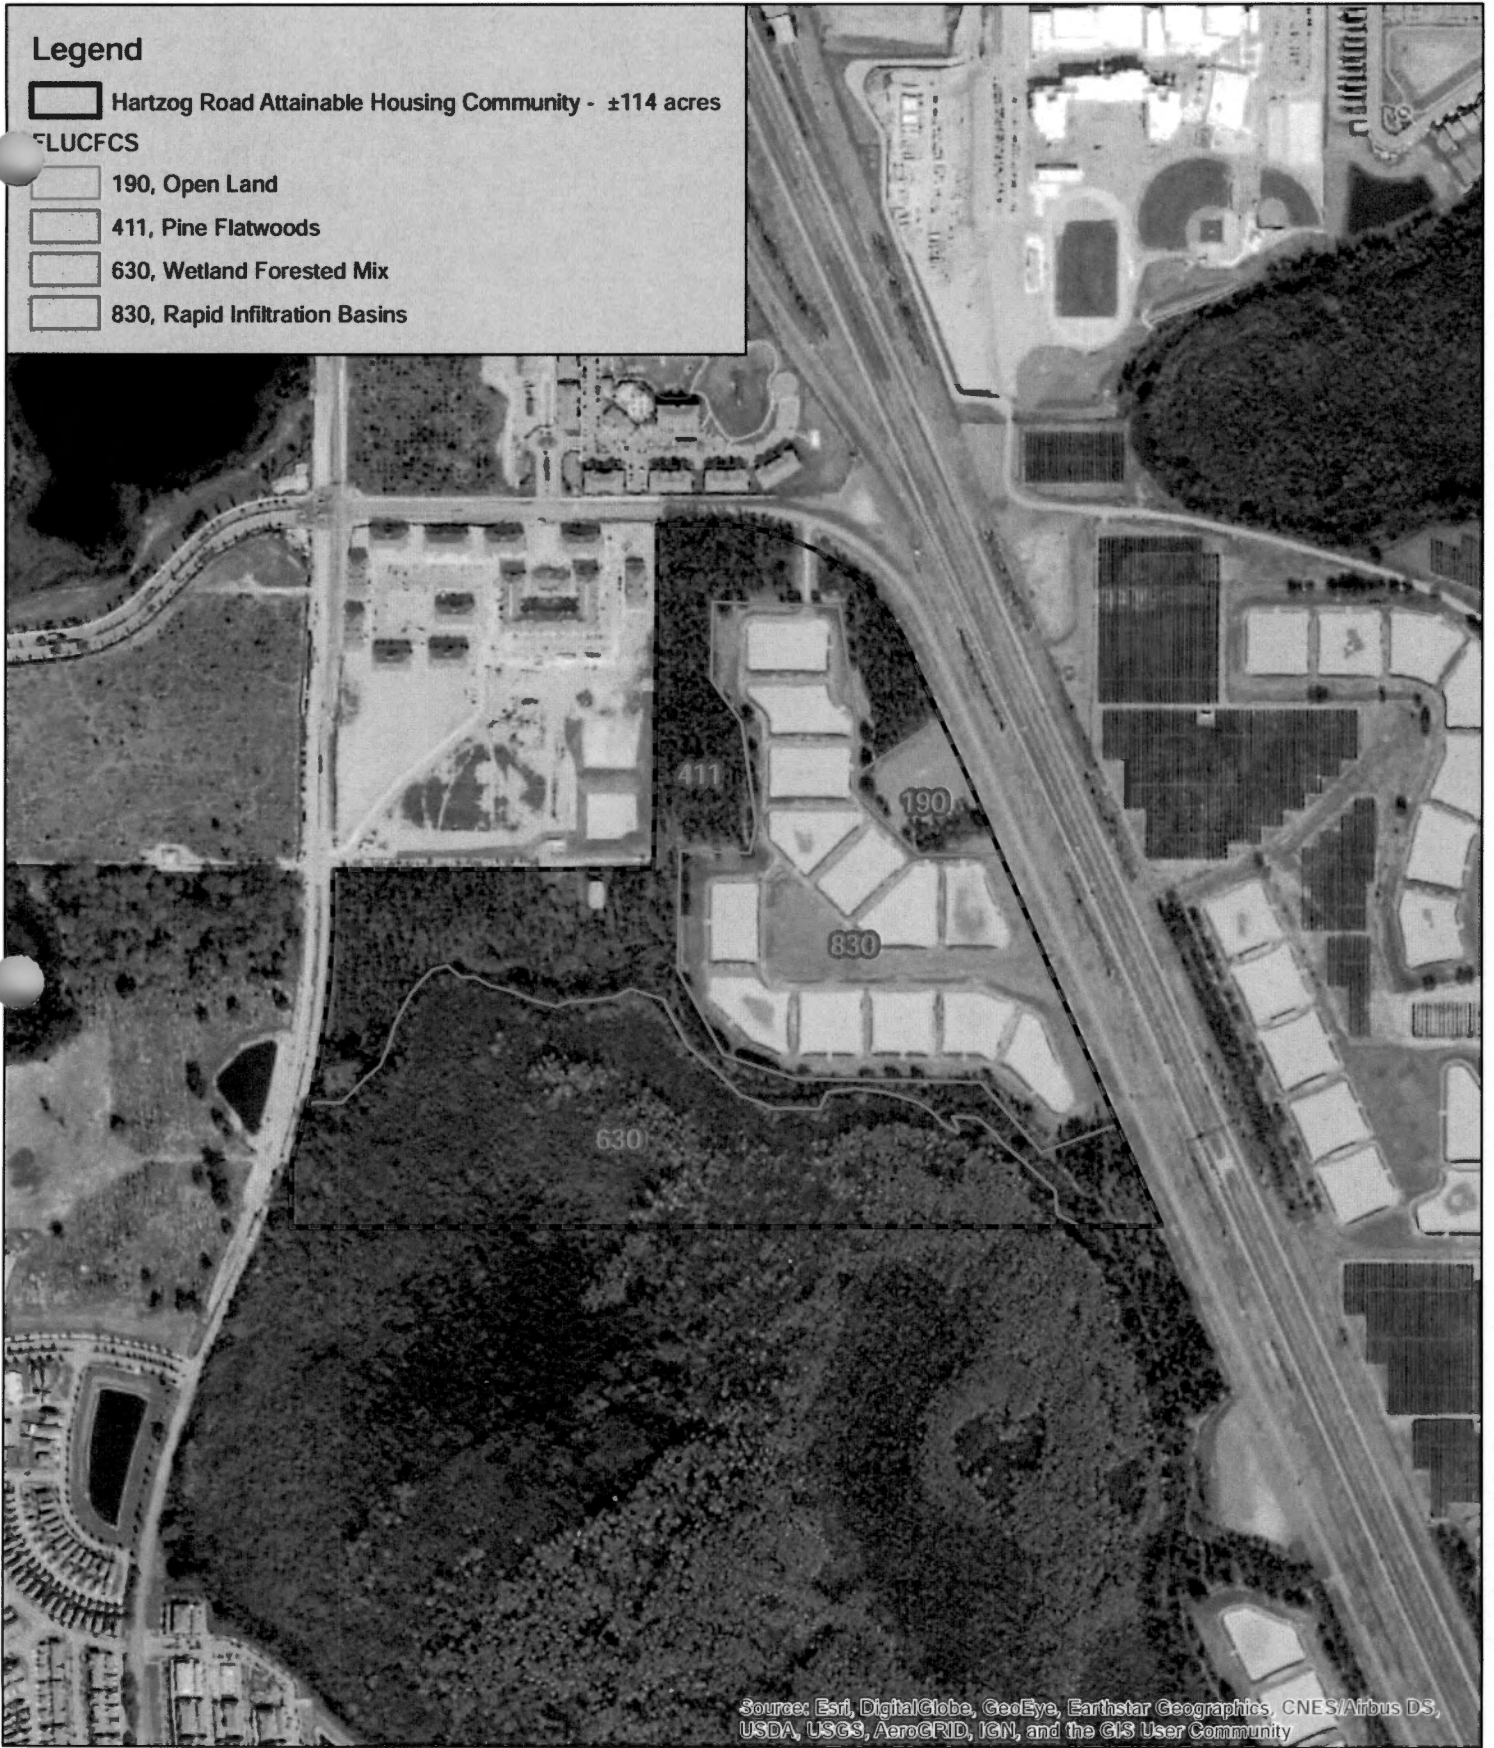 Legend
Hartzog Road Attainable Housing Community - ±114 acres
FLUCFCS
190, Open Land
411, Pine Flatwoods
630, Wetland Forested Mix
830, Rapid Infiltration Basins
411
190
830
630
Source: Esri, DigitalGlobe, GeoEye, Earthstar Geographics, CNES/Airbus DS,
USDA, USGS, AeroGRID, IGN, and the GIS User Community